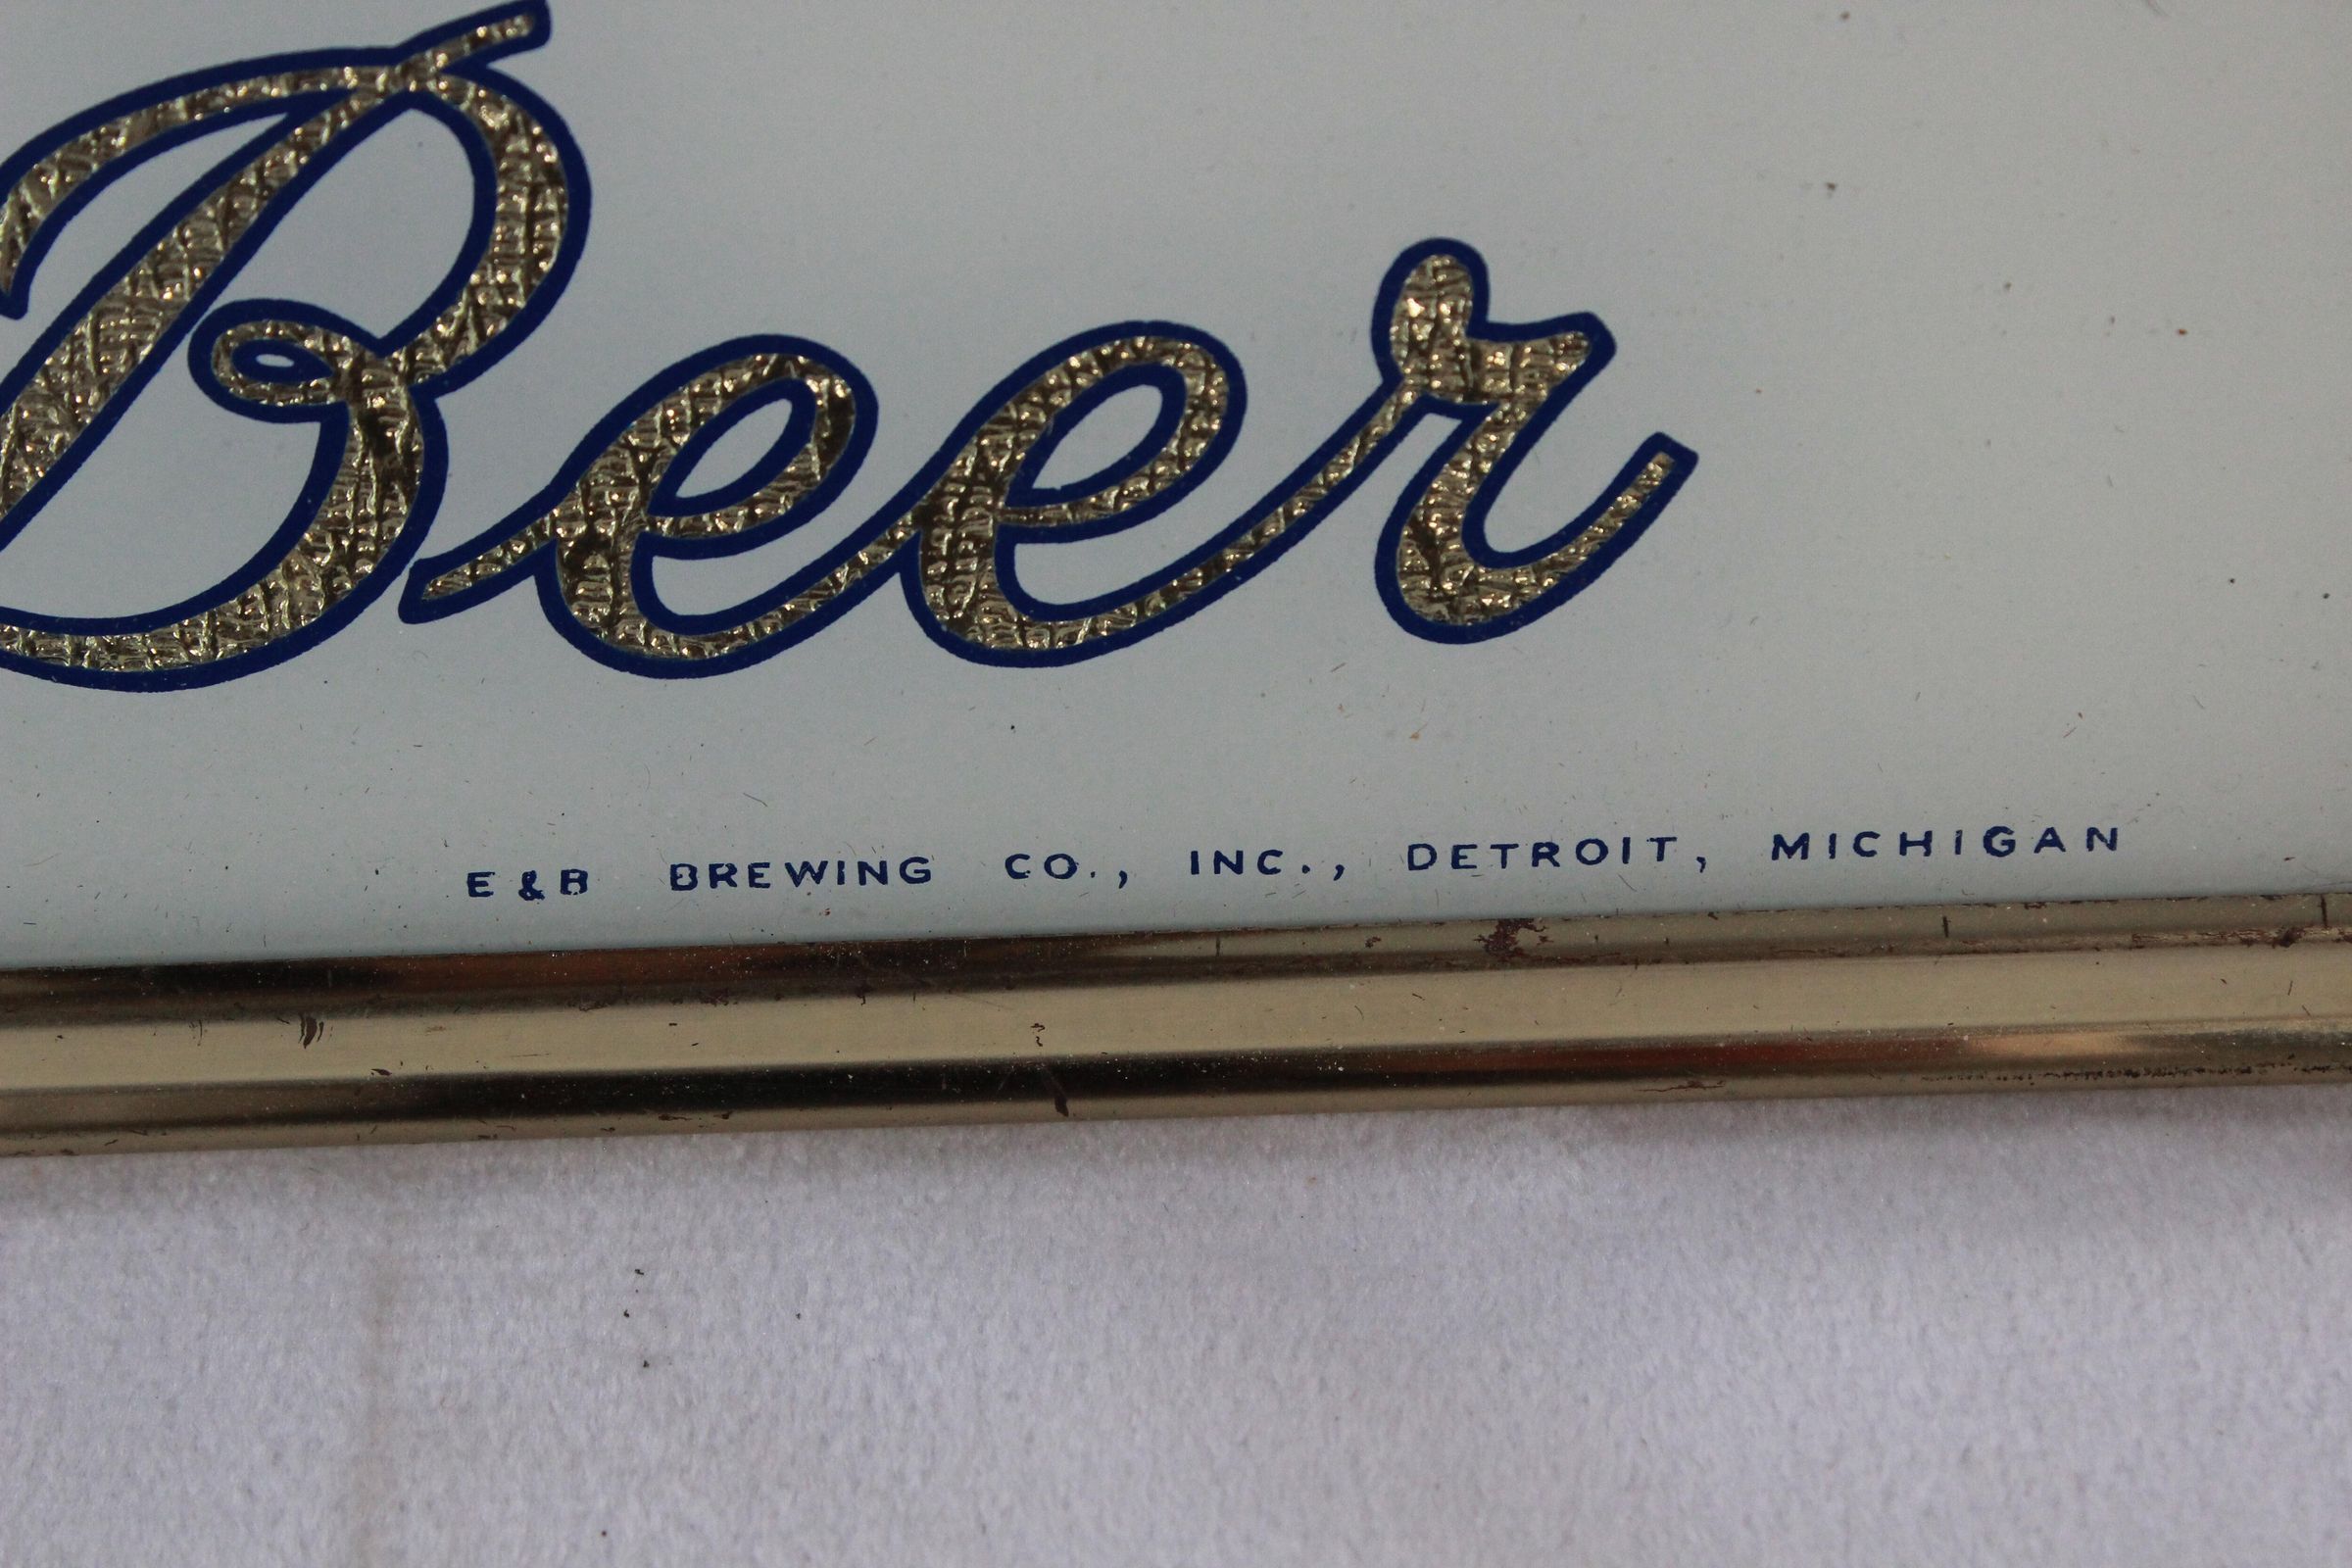 Beer
E & B BREWING CO., INC., DETROIT, MICHIGAN